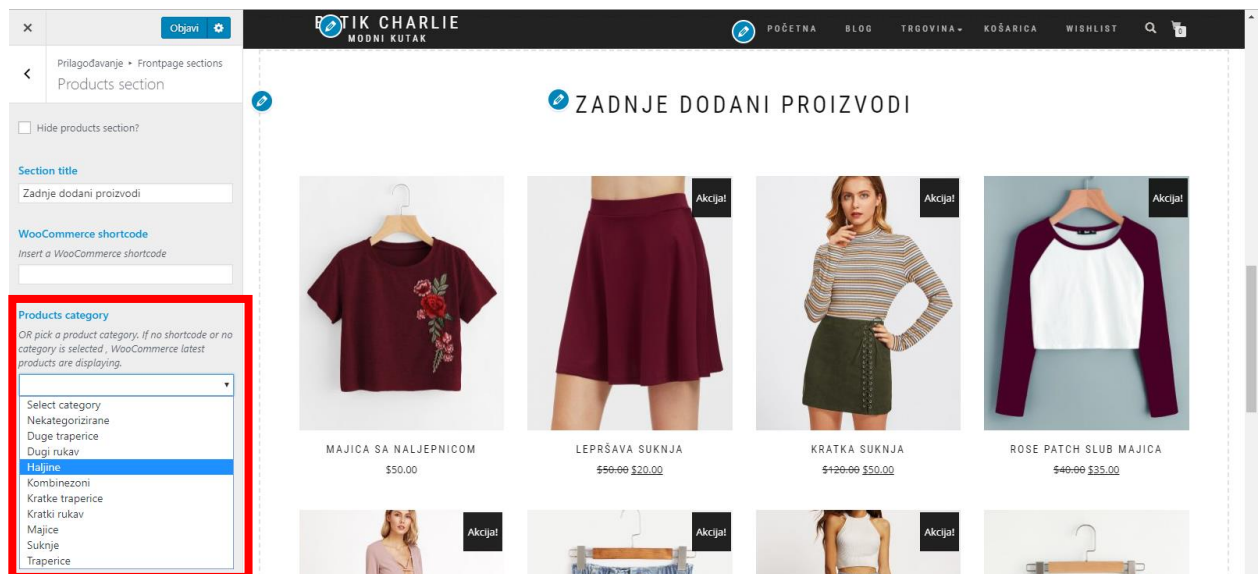 ×
Objavi
Prilagođavanje ▸ Frontpage sections
Products section
Hide products section?
Section title
Zadnje dodani proizvodi
WooCommerce shortcode
Insert a WooCommerce shortcode
Products category
OR pick a product category. If no shortcode or no
category is selected , WooCommerce latest
products are displaying.
Select category
Nekategorizirane
Duge traperice
Dugi rukav
Haljine
Kombinezoni
Kratke traperice
Kratki rukav
Majice
Suknje
Traperice
CHARLIE
MODNI KUTAK
POČETNA BLOG TRGOVINA KOŠARICA WISHLIST 0
ZADNJE DODANI PROIZVODI
Akcija! Akcija! Akcija!
MAJICA SA NALJEPNICOM LEPRŠAVA SUKNJA KRATKA SUKNJA ROSE PATCH SLUB MAJICA
$50.00 $50.00 $20.00 $120.00 $50.00 $40.00 $35.00
Akcija! Akcija! Akcija!